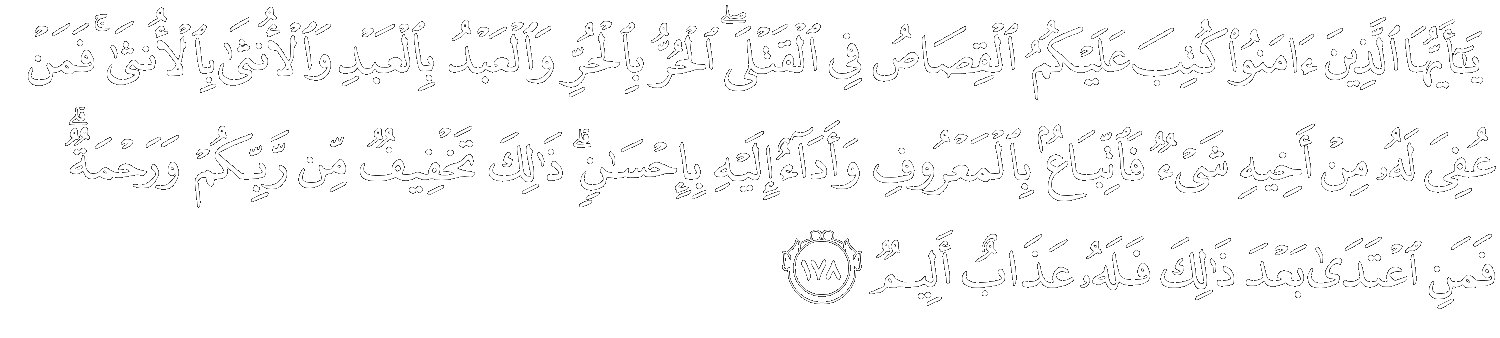 يَٰٓأَيُّهَا ٱلَّذِينَ ءَامَنُوا۟ كُتِبَ عَلَيْكُمُ ٱلْقِصَاصُ فِى ٱلْقَتْلَى ۖ ٱلْحُرُّ بِٱلْحُرِّ وَٱلْعَبْدُ بِٱلْعَبْدِ وَٱلْأُنثَىٰ بِٱلْأُنثَىٰ ۚ فَمَنْ
عُفِىَ لَهُۥ مِنْ أَخِيهِ شَىْءٌ فَٱتِّبَاعٌۢ بِٱلْمَعْرُوفِ وَأَدَآءٌ إِلَيْهِ بِإِحْسَٰنٍ ۗ ذَٰلِكَ تَخْفِيفٌ مِّن رَّبِّكُمْ وَرَحْمَةٌ ۗ
فَمَنِ ٱعْتَدَىٰ بَعْدَ ذَٰلِكَ فَلَهُۥ عَذَابٌ أَلِيمٌ ١٧٨